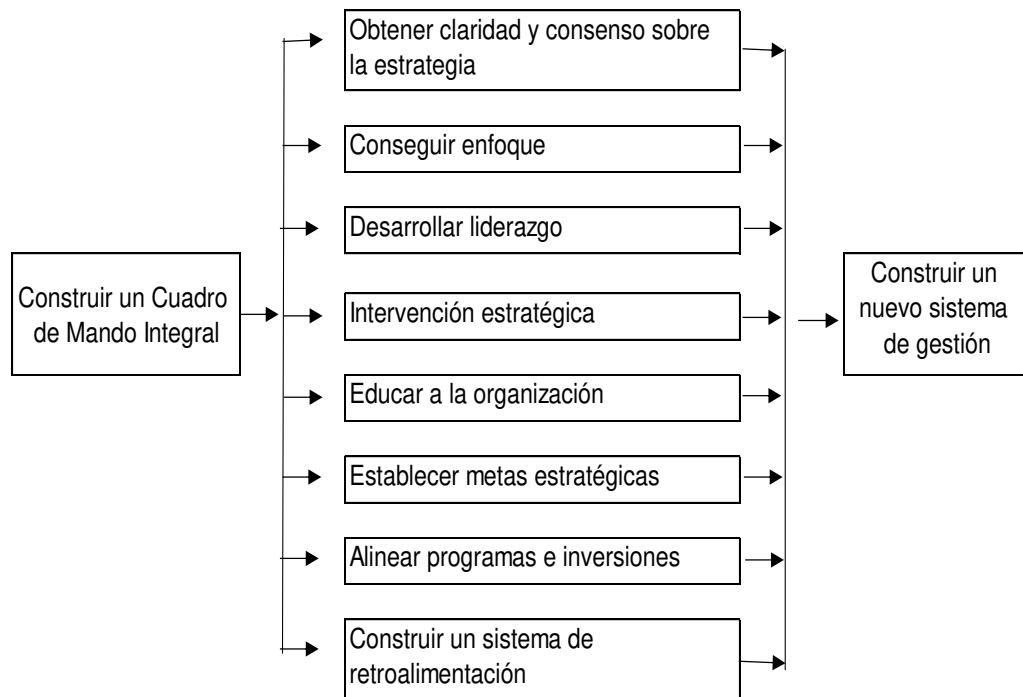 Obtener claridad y consenso sobre
la estrategia
Conseguir enfoque
Desarrollar liderazgo
Construir un Cuadro
de Mando Integral
Intervención estratégica
Construir un
nuevo sistema
de gestión
Educar a la organización
Establecer metas estratégicas
Alinear programas e inversiones
Construir un sistema de
retroalimentación